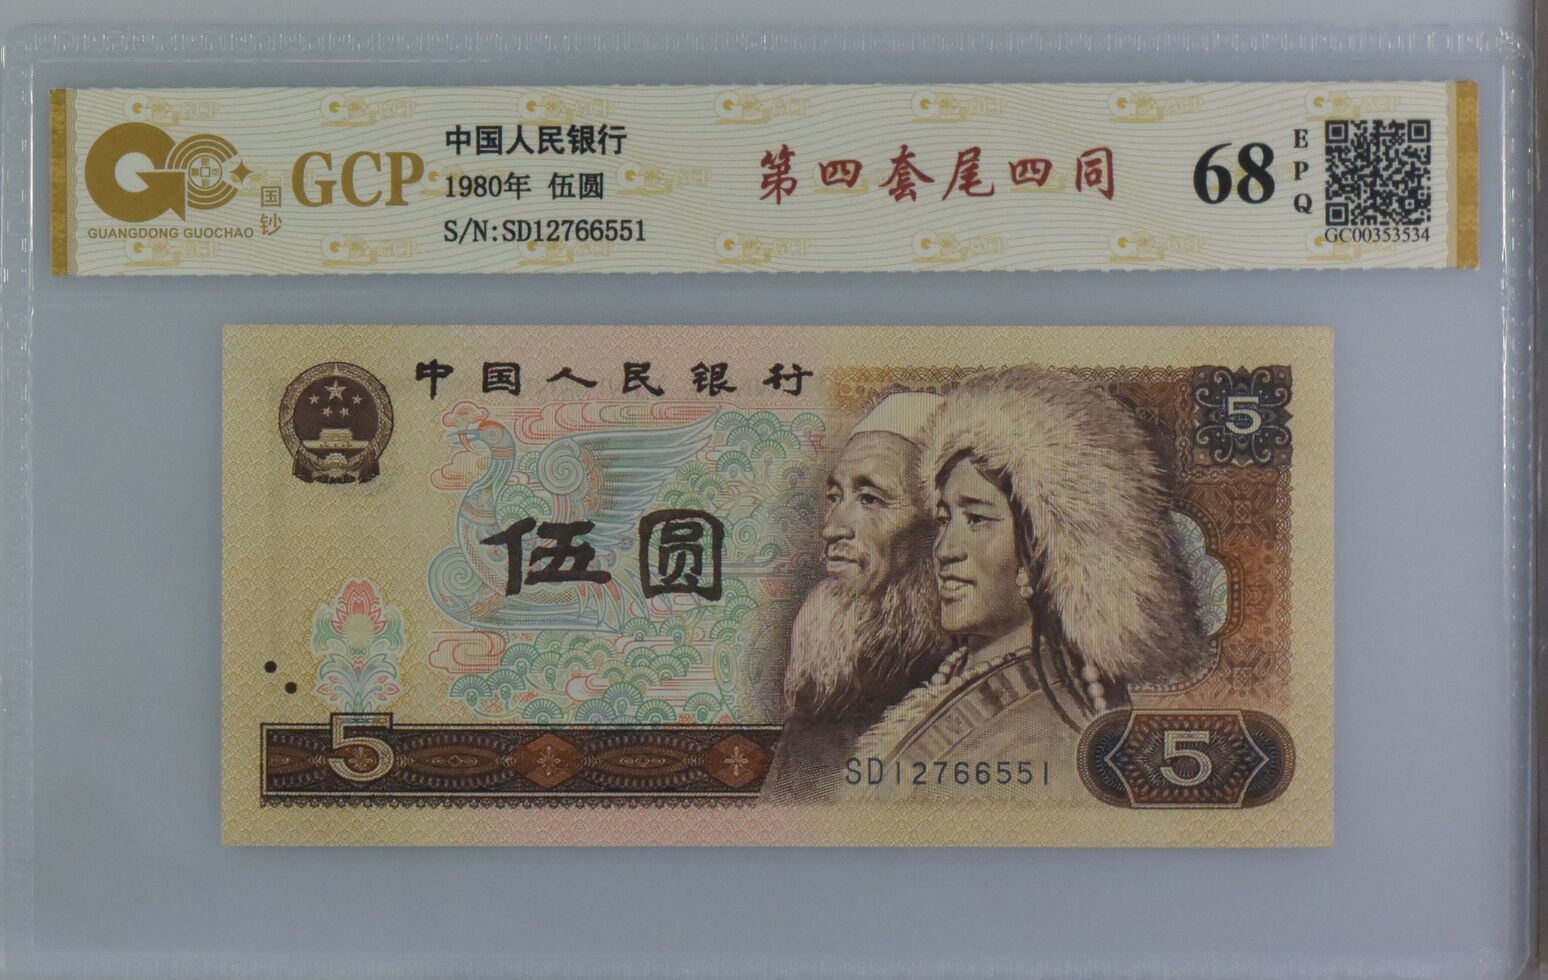 GUANGDONG GUOCHAO
国钞
GCP
中国人民银行
1980年 伍圆
S/N:SD12766551
第四套尾四同
68
EPQ
GC00353534
中国人民银行
5
伍圆
5
SD12766551
5